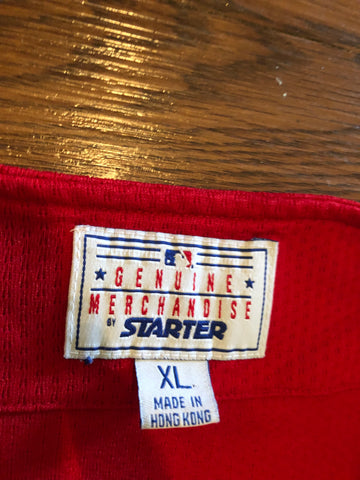 GENUINE
MERCHANDISE
BY STARTER
XL
MADE IN
HONG KONG